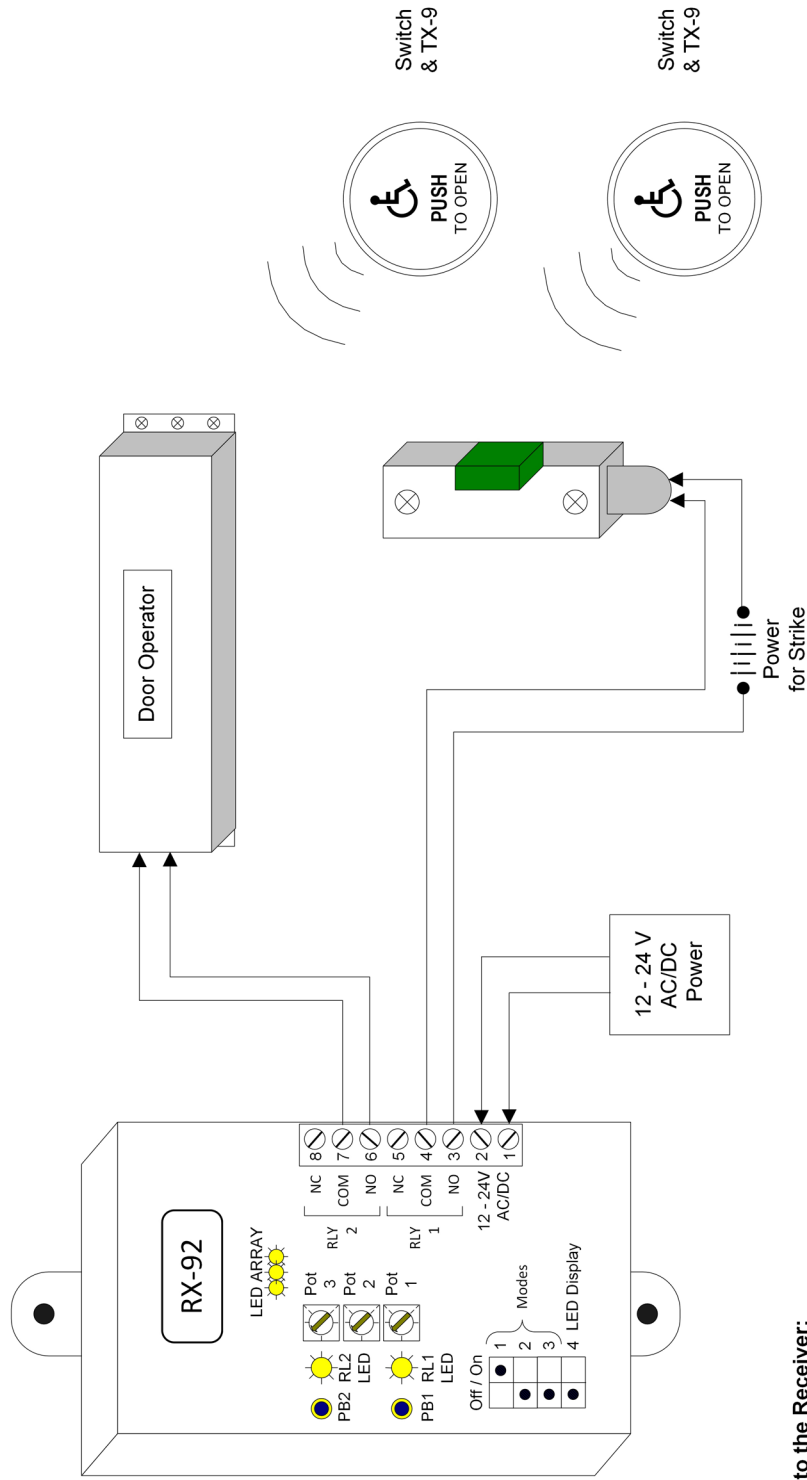 RX-92
LED ARRAY
PB2
RL2
LED
Pot
3
Pot
2
PB1
RL1
LED
Pot
1
Off / On
1
2
3
4
Modes
LED Display
RLY
2
NC
COM
NO
RLY
1
NC
COM
NO
12 - 24V
AC/DC
8
7
6
5
4
3
2
1
Door Operator
12 - 24 V
AC/DC
Power
Power
for Strike
PUSH
TO OPEN
Switch
& TX-9
PUSH
TO OPEN
Switch
& TX-9
to the Receiver: